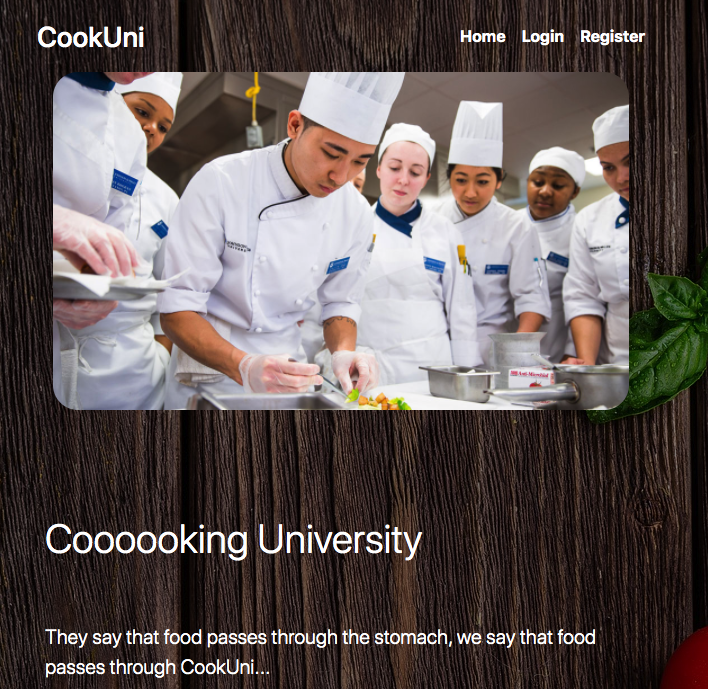 CookUni
Home Login Register
Coooooking University
They say that food passes through the stomach, we say that food
passes through CookUni...